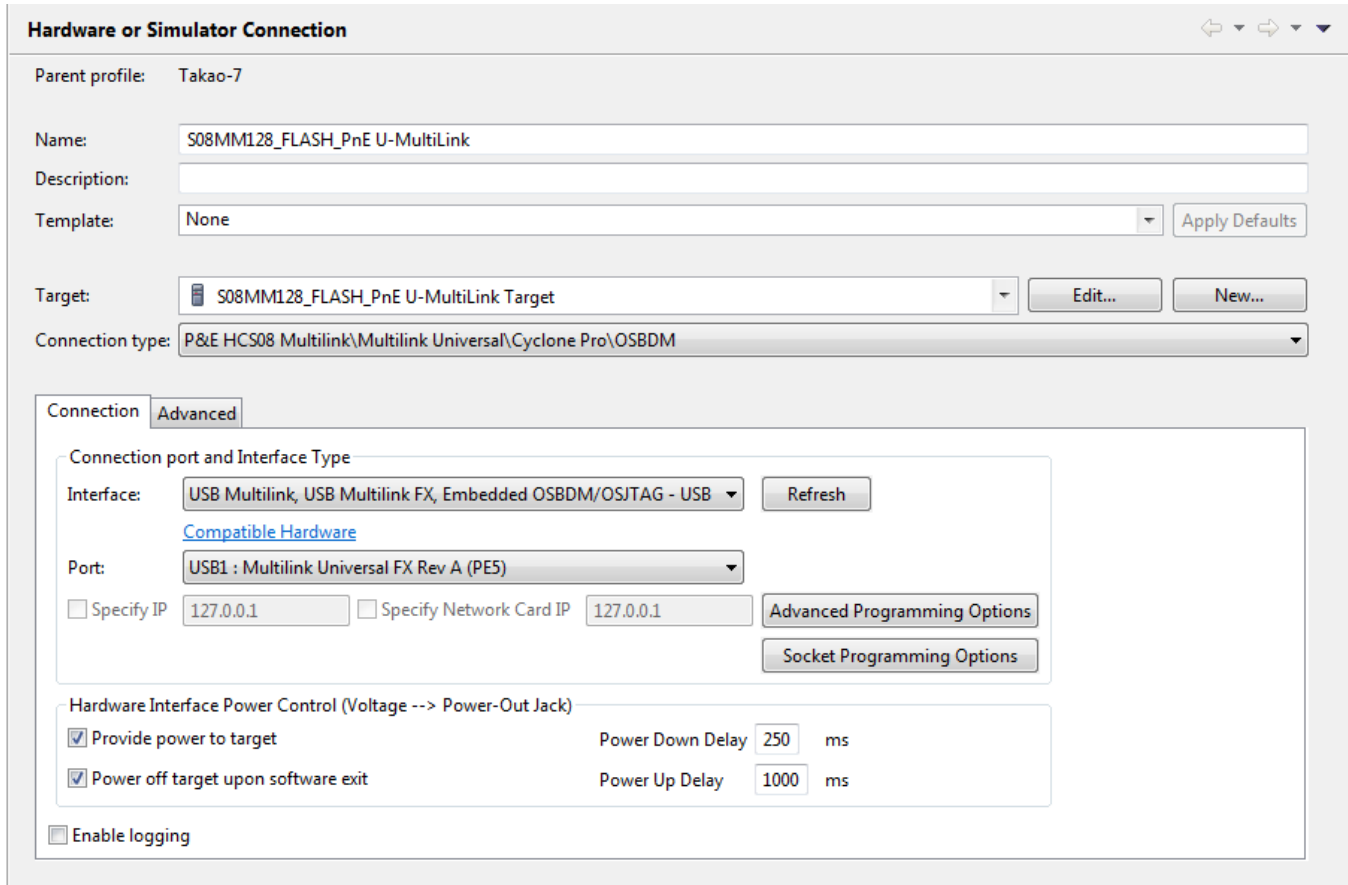 Hardware or Simulator Connection
Parent profile: Takao-7
Name: S08MM128_FLASH_PnE U-MultiLink
Description:
Template: None Apply Defaults
Target: S08MM128_FLASH_PnE U-MultiLink Target Edit... New...
Connection type: P&E HCS08 Multilink\Multilink Universal\Cyclone Pro\OSBDM
Connection Advanced
Connection port and Interface Type
Interface: USB Multilink, USB Multilink FX, Embedded OSBDM/OSJTAG - USB Refresh
Compatible Hardware
Port: USB1 : Multilink Universal FX Rev A (PE5)
Specify IP 127.0.0.1 Specify Network Card IP 127.0.0.1 Advanced Programming Options
Socket Programming Options
Hardware Interface Power Control (Voltage --> Power-Out Jack)
Provide power to target Power Down Delay 250 ms
Power off target upon software exit Power Up Delay 1000 ms
Enable logging